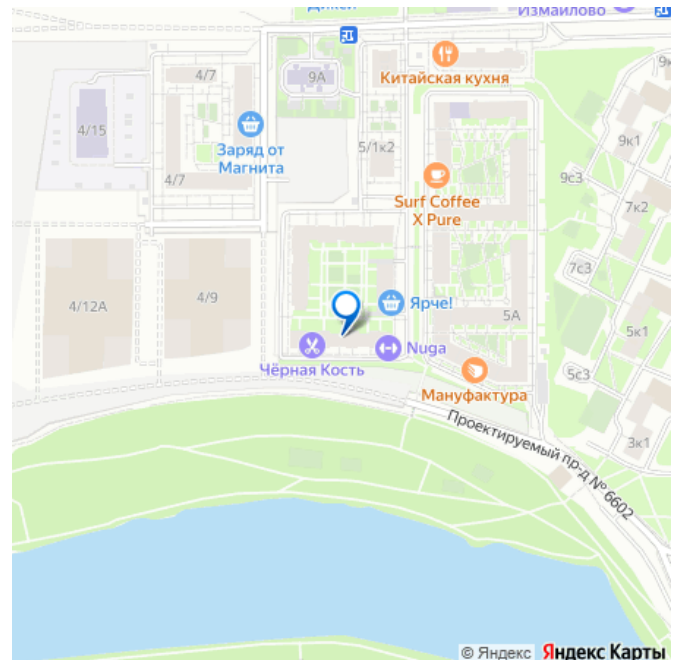 Дикси
Измайлово
Китайская кухня
4/7
9А
4/15
9к1
Заряд от
Магнита
5/1к2
4/7
9с3
Surf Coffee
X Pure
7к2
7с3
4/9
4/12А
Ярче!
5А
5к1
Nuga
Чёрная Кость
5с3
Мануфактура
3к1
Проектируемый пр-д № 6602
© Яндекс Яндекс Карты